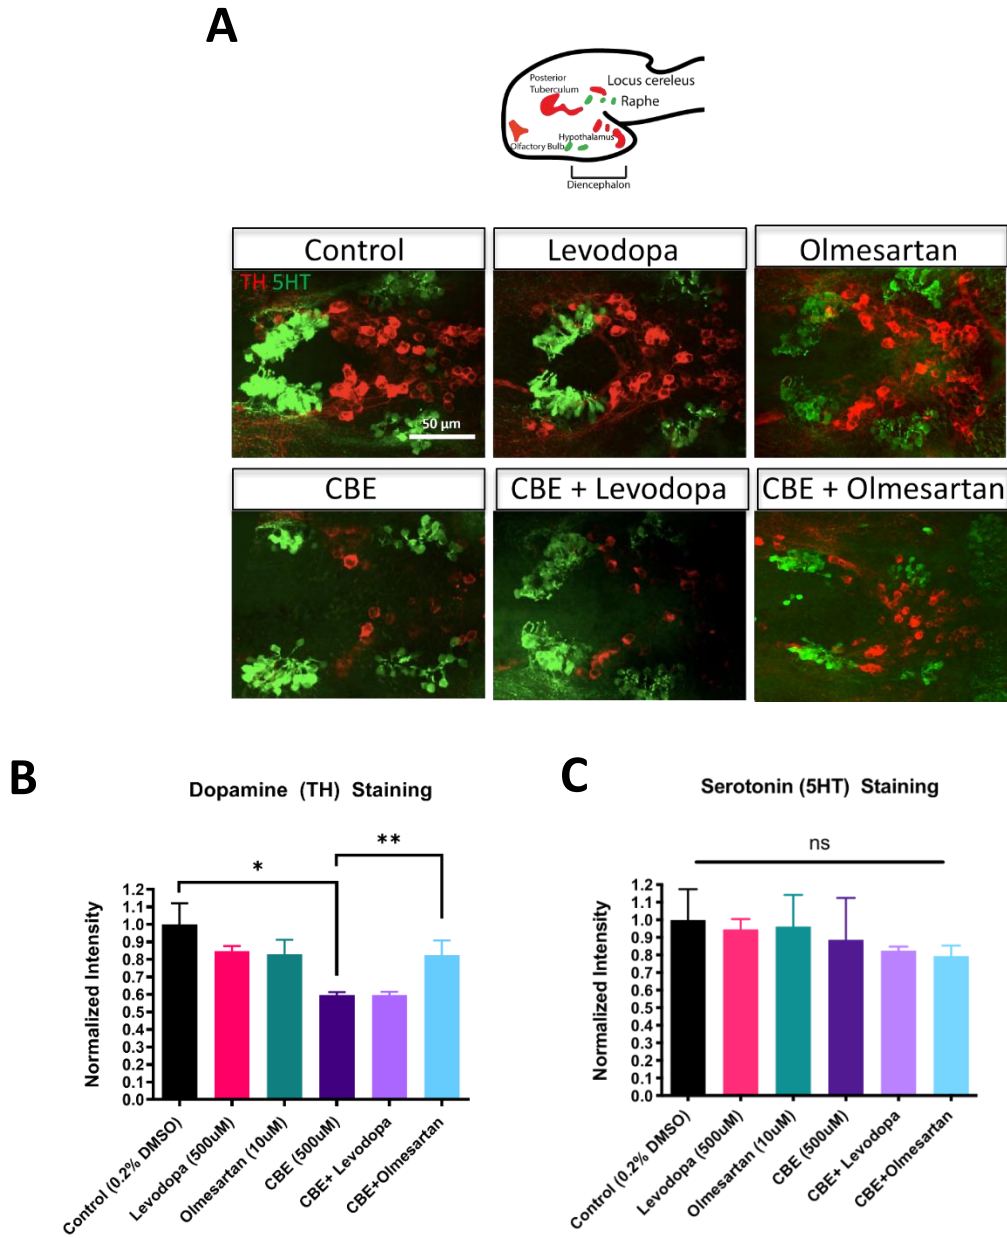 A
Posterior
Tuberculum
Locus cereleus
Raphe
Hypothalamus
Olfactory Bulb
Diencephalon
Control
Levodopa
Olmesartan
TH 5HT
50 µm
CBE
CBE + Levodopa
CBE + Olmesartan
B
Dopamine (TH) Staining
*
**
Normalized Intensity
1.2
1.1
1.0
0.9
0.8
0.7
0.6
0.5
0.4
0.3
0.2
0.1
0.0
Control (0.2% DMSO)
Levodopa (500uM)
Olmesartan (10uM)
CBE (500uM)
CBE+ Levodopa
CBE+Olmesartan
C
Serotonin (5HT) Staining
ns
Normalized Intensity
1.2
1.1
1.0
0.9
0.8
0.7
0.6
0.5
0.4
0.3
0.2
0.1
0.0
Control (0.2% DMSO)
Levodopa (500uM)
Olmesartan (10uM)
CBE (500uM)
CBE+ Levodopa
CBE+Olmesartan